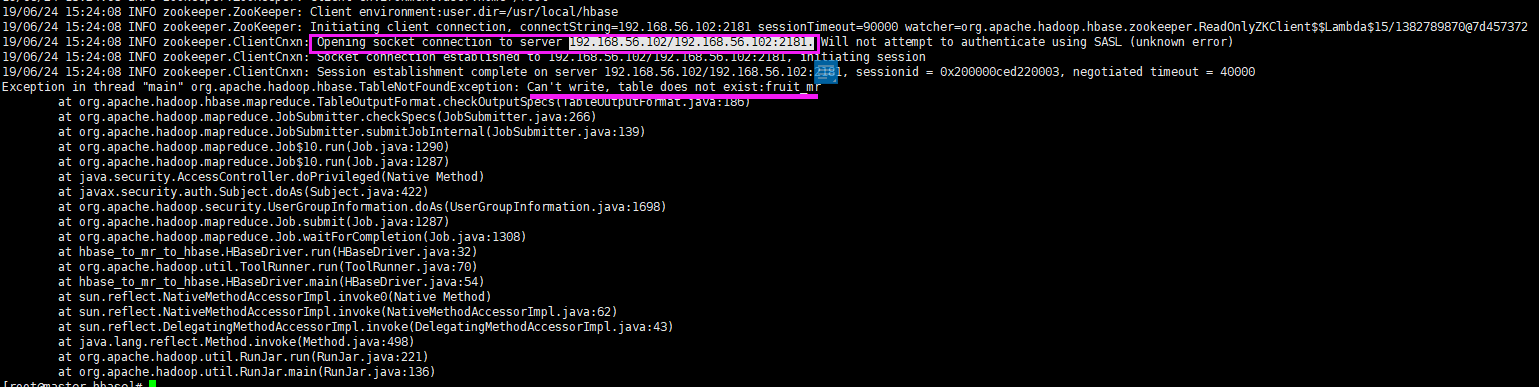 19/06/24 15:24:08 INFO zookeeper.ZooKeeper: Client environment:user.dir=/usr/local/hbase
19/06/24 15:24:08 INFO zookeeper.ZooKeeper: Initiating client connection, connectString=192.168.56.102:2181 sessionTimeout=90000 watcher=org.apache.hadoop.hbase.zookeeper.ReadOnlyZKClient$$Lambda$15/1382789870@7d457372
19/06/24 15:24:08 INFO zookeeper.ClientCnxn: Opening socket connection to server 192.168.56.102/192.168.56.102:2181. Will not attempt to authenticate using SASL (unknown error)
19/06/24 15:24:08 INFO zookeeper.ClientCnxn: Socket connection established to 192.168.56.102/192.168.56.102:2181, initiating session
19/06/24 15:24:08 INFO zookeeper.ClientCnxn: Session establishment complete on server 192.168.56.102/192.168.56.102:2181, sessionid = 0x200000ced220003, negotiated timeout = 40000
Exception in thread "main" org.apache.hadoop.hbase.TableNotFoundException: Can't write, table does not exist:fruit_mr
at org.apache.hadoop.hbase.mapreduce.TableOutputFormat.checkOutputSpecs(TableOutputFormat.java:186)
at org.apache.hadoop.mapreduce.JobSubmitter.checkSpecs(JobSubmitter.java:266)
at org.apache.hadoop.mapreduce.JobSubmitter.submitJobInternal(JobSubmitter.java:139)
at org.apache.hadoop.mapreduce.Job$10.run(Job.java:1290)
at org.apache.hadoop.mapreduce.Job$10.run(Job.java:1287)
at java.security.AccessController.doPrivileged(Native Method)
at javax.security.auth.Subject.doAs(Subject.java:422)
at org.apache.hadoop.security.UserGroupInformation.doAs(UserGroupInformation.java:1698)
at org.apache.hadoop.mapreduce.Job.submit(Job.java:1287)
at org.apache.hadoop.mapreduce.Job.waitForCompletion(Job.java:1308)
at hbase_to_mr_to_hbase.HBaseDriver.run(HBaseDriver.java:32)
at org.apache.hadoop.util.ToolRunner.run(ToolRunner.java:70)
at hbase_to_mr_to_hbase.HBaseDriver.main(HBaseDriver.java:54)
at sun.reflect.NativeMethodAccessorImpl.invoke0(Native Method)
at sun.reflect.NativeMethodAccessorImpl.invoke(NativeMethodAccessorImpl.java:62)
at sun.reflect.DelegatingMethodAccessorImpl.invoke(DelegatingMethodAccessorImpl.java:43)
at java.lang.reflect.Method.invoke(Method.java:498)
at org.apache.hadoop.util.RunJar.run(RunJar.java:221)
at org.apache.hadoop.util.RunJar.main(RunJar.java:136)
[root@master hbase]#